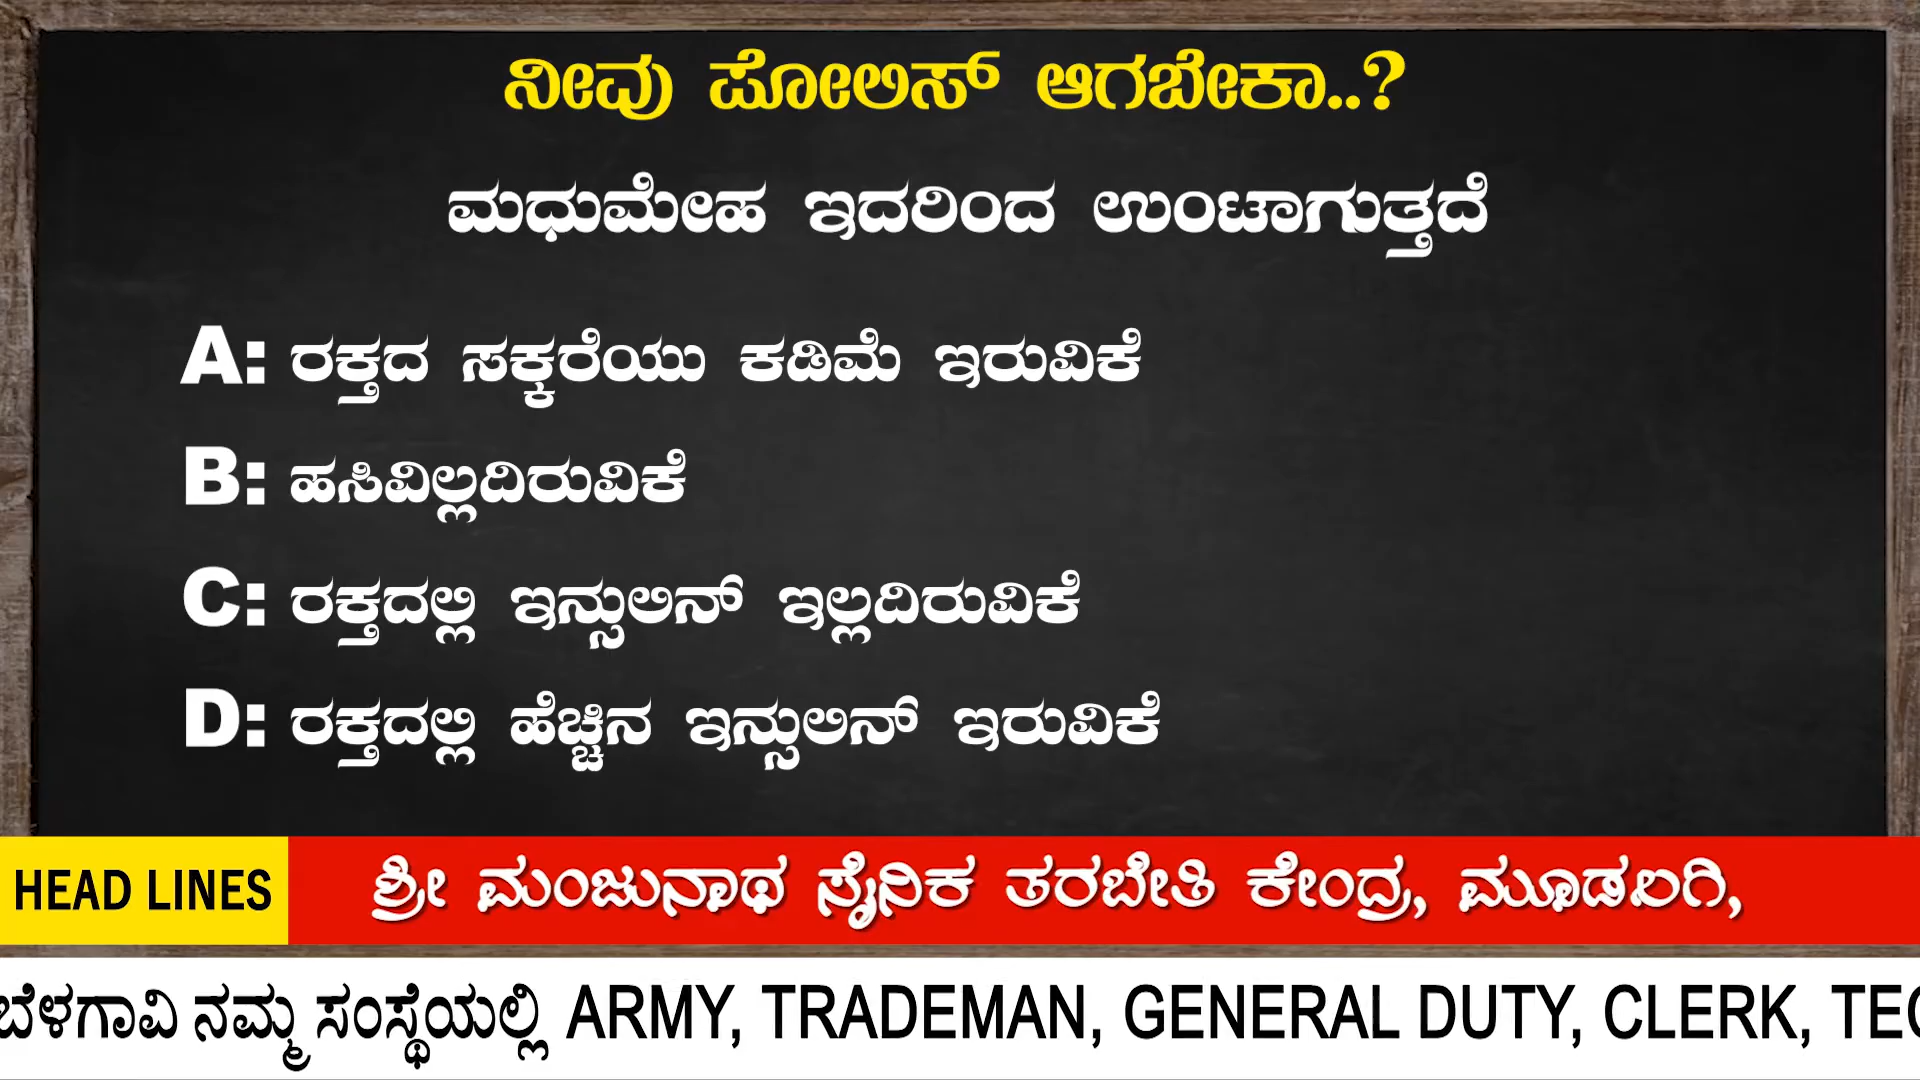 ನೀವು ಪೋಲಿಸ್ ಆಗಬೇಕಾ..?
ಮಧುಮೇಹ ಇದರಿಂದ ಉಂಟಾಗುತ್ತದೆ
A: ರಕ್ತದ ಸಕ್ಕರೆಯು ಕಡಿಮೆ ಇರುವಿಕೆ
B: ಹಸಿವಿಲ್ಲದಿರುವಿಕೆ
C: ರಕ್ತದಲ್ಲಿ ಇನ್ಸುಲಿನ್ ಇಲ್ಲದಿರುವಿಕೆ
D: ರಕ್ತದಲ್ಲಿ ಹೆಚ್ಚಿನ ಇನ್ಸುಲಿನ್ ಇರುವಿಕೆ
HEAD LINES ಶ್ರೀ ಮಂಜುನಾಥ ಸೈನಿಕ ತರಬೇತಿ ಕೇಂದ್ರ, ಮೂಡಲಗಿ,
ಬೆಳಗಾವಿ ನಮ್ಮ ಸಂಸ್ಥೆಯಲ್ಲಿ ARMY, TRADEMAN, GENERAL DUTY, CLERK,